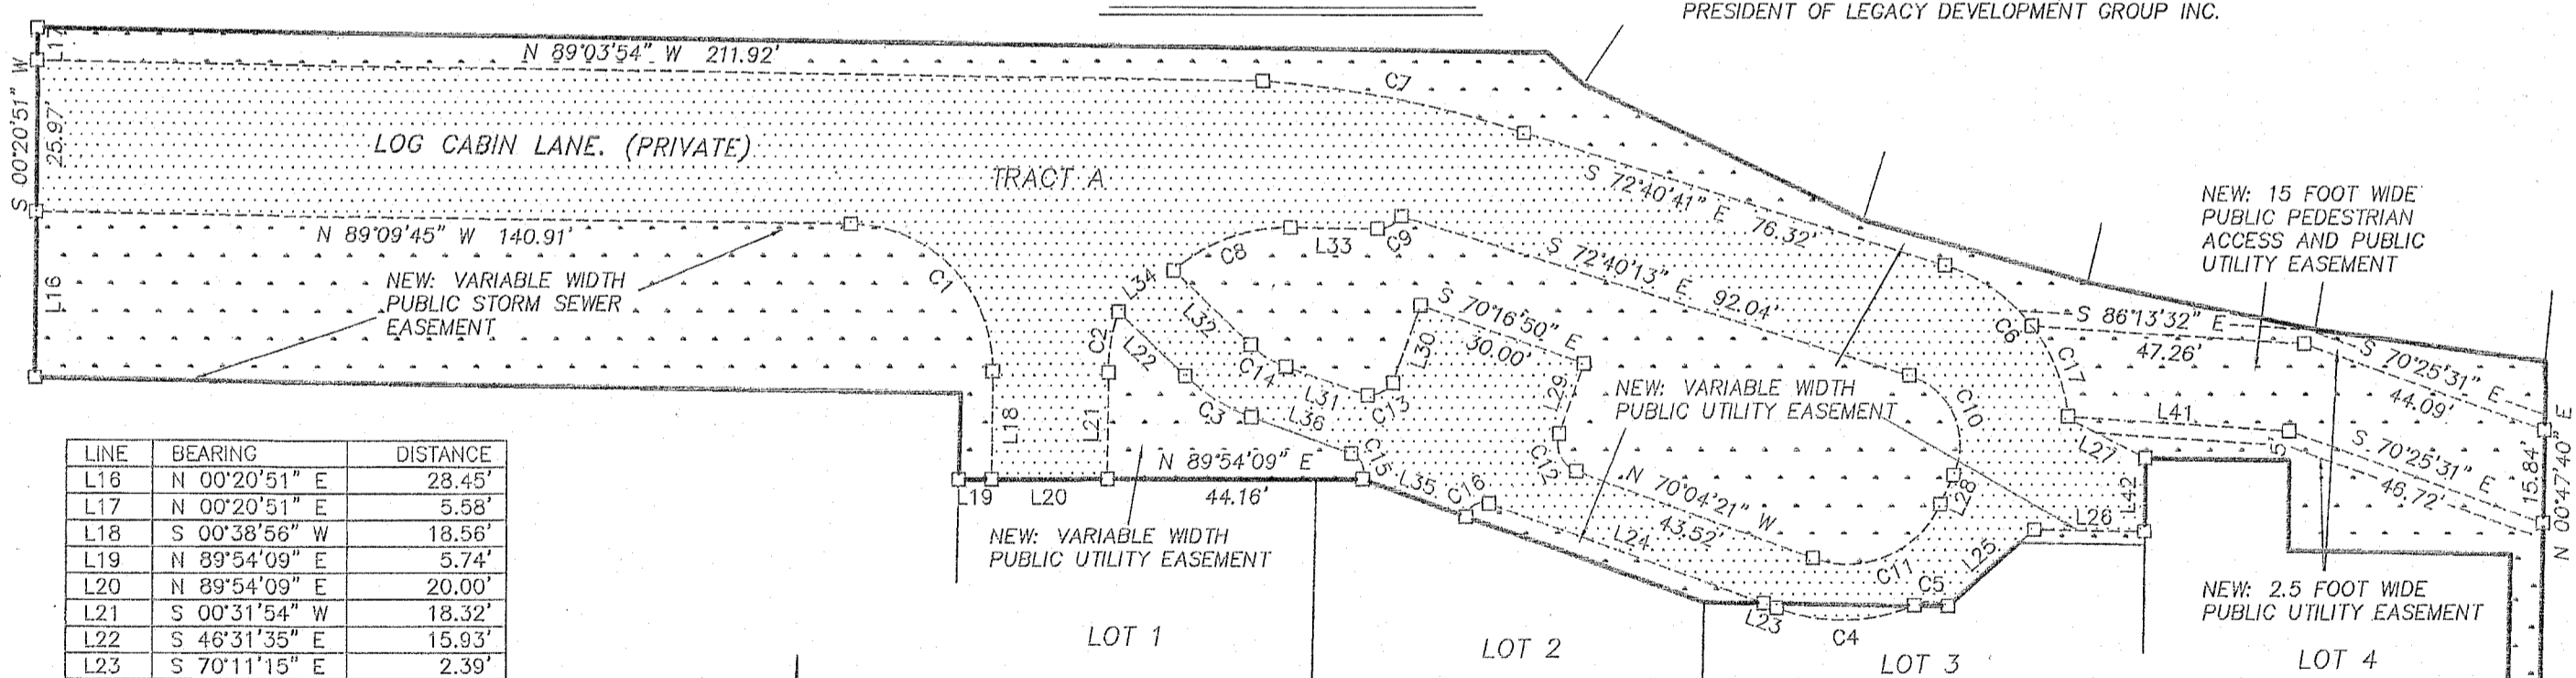 PRESIDENT OF LEGACY DEVELOPMENT GROUP INC.
L17
N 89°03'54" W 211.92'
C7
S 00°20'51" W
25.97'
LOG CABIN LANE. (PRIVATE)
TRACT A
S 72°40'41" E
76.32'
NEW: 15 FOOT WIDE
PUBLIC PEDESTRIAN
ACCESS AND PUBLIC
UTILITY EASEMENT
N 89°09'45" W 140.91'
L16
NEW: VARIABLE WIDTH
PUBLIC STORM SEWER
EASEMENT
C1
C8
L33
C9
S 72°40'13" E 92.04'
L34
L32
C2
L22
C14
L31
C13
L30
S 70°16'50" E
30.00'
L29
C3
L36
C15
L18
L21
N 89°54'09" E
44.16'
L19
L20
L35
C16
C12
N 70°04'21" W
43.52'
L24
NEW: VARIABLE WIDTH
PUBLIC UTILITY EASEMENT
C10
L28
C11
C5
L25
L26
L23
C4
C6
C17
S 86°13'32" E
47.26'
S 70°25'31" E
44.09'
L41
L27
L42
5'
S 70°25'31" E
46.72'
15.84'
N 00°47'40" E
NEW: VARIABLE WIDTH
PUBLIC UTILITY EASEMENT
NEW: 2.5 FOOT WIDE
PUBLIC UTILITY EASEMENT
LOT 1
LOT 2
LOT 3
LOT 4
LINE BEARING DISTANCE
L16 N 00°20'51" E 28.45'
L17 N 00°20'51" E 5.58'
L18 S 00°38'56" W 18.56'
L19 N 89°54'09" E 5.74'
L20 N 89°54'09" E 20.00'
L21 S 00°31'54" W 18.32'
L22 S 46°31'35" E 15.93'
L23 S 70°11'15" E 2.39'